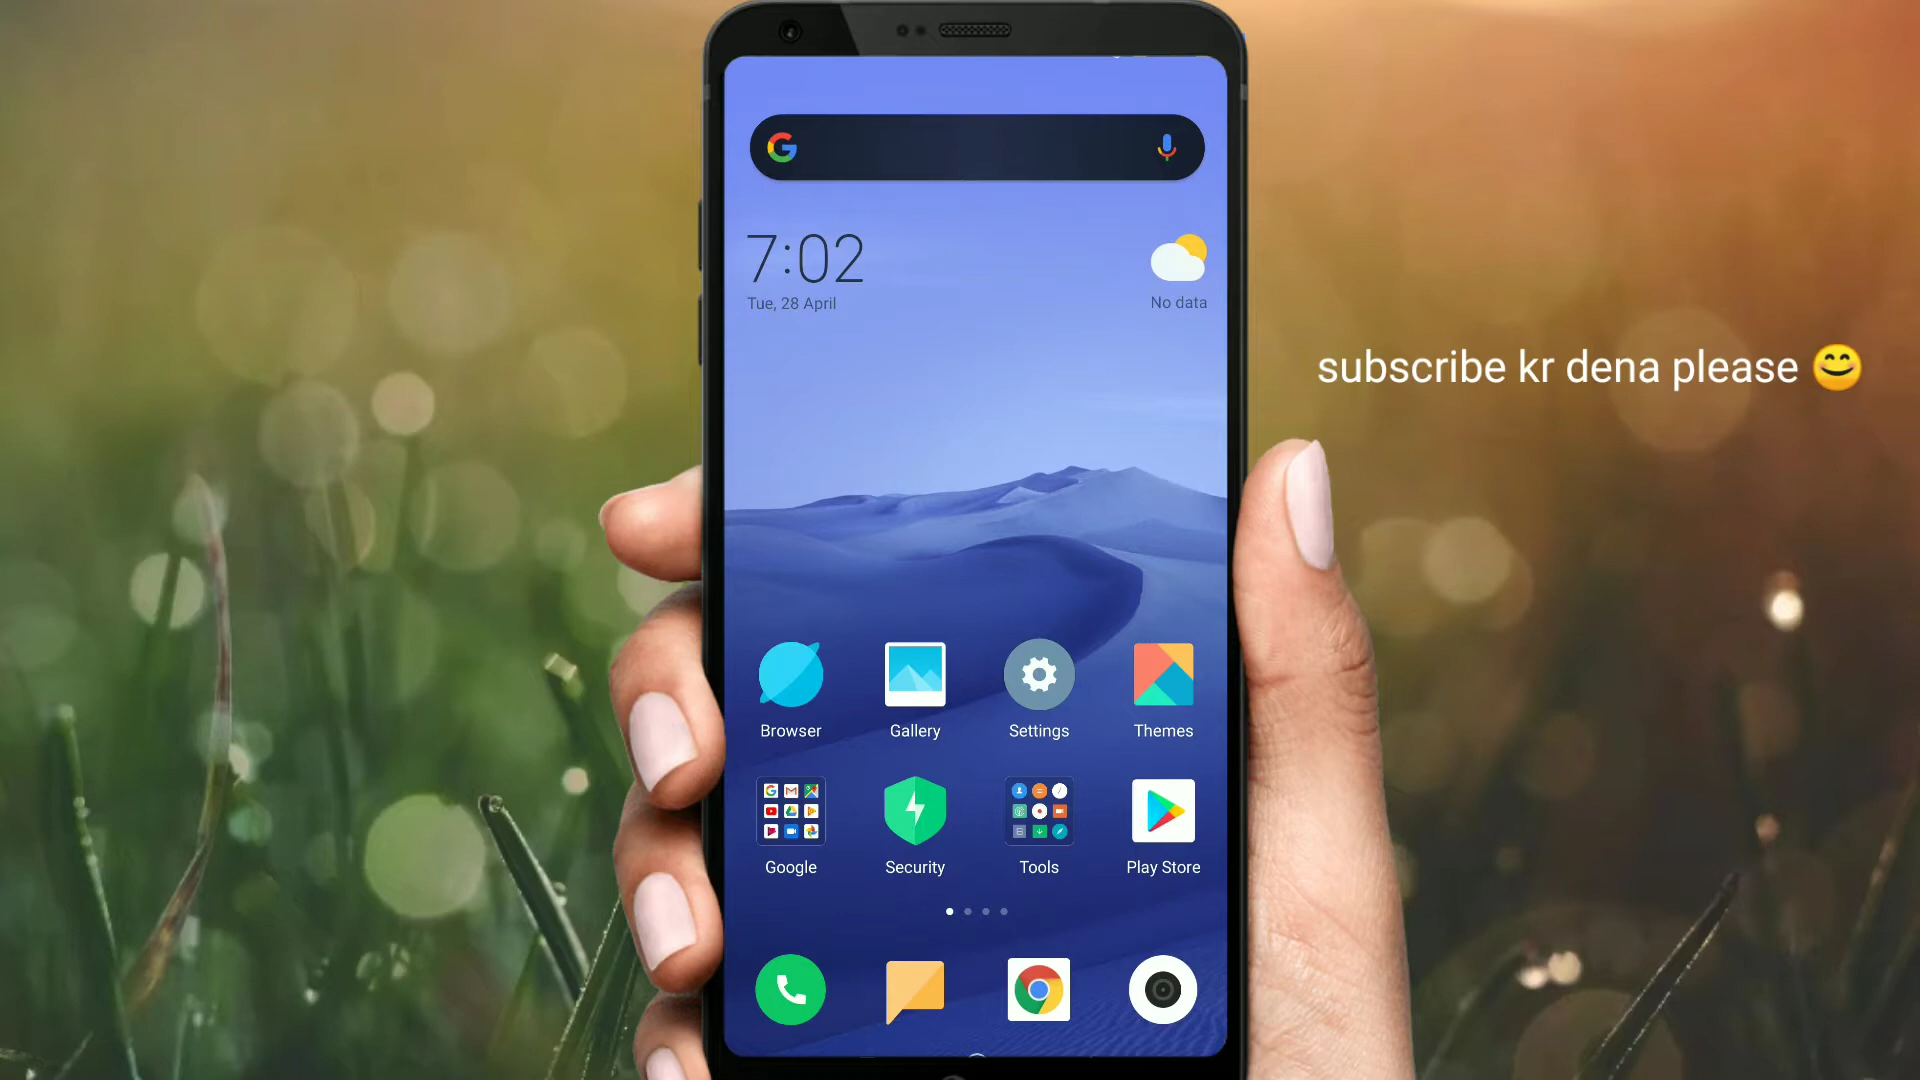 7:02
Tue, 28 April
No data
subscribe kr dena please 😊
Browser
Gallery
Settings
Themes
Google
Security
Tools
Play Store